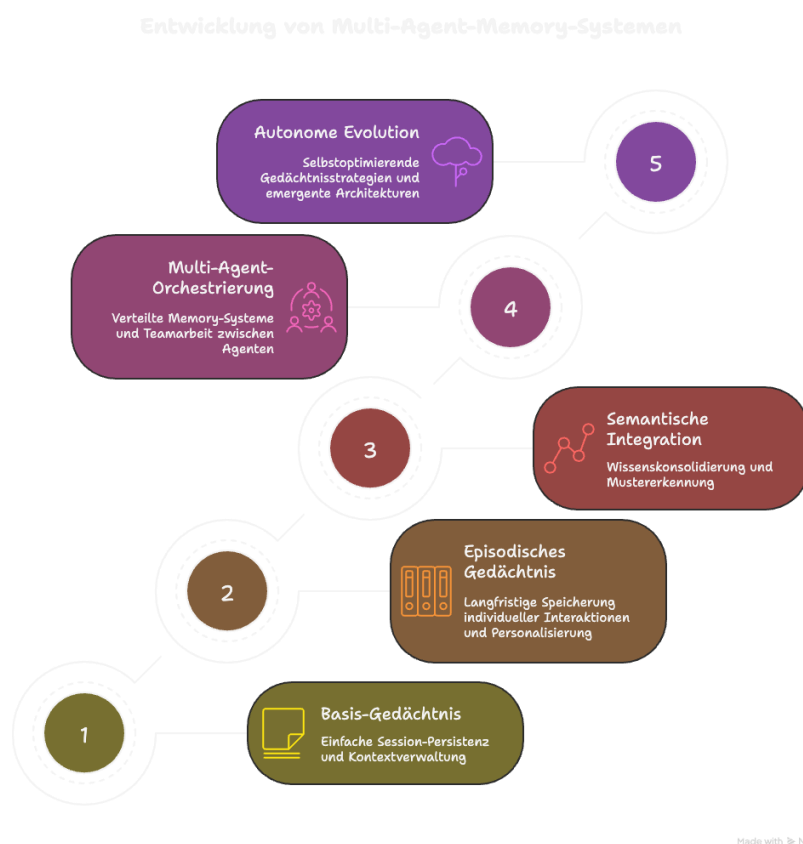 Entwicklung von Multi-Agent-Memory-Systemen
Autonome Evolution
Selbstoptimierende
Gedächtnisstrategien und
emergente Architekturen
5
Multi-Agent-
Orchestrierung
Verteilte Memory-Systeme
und Teamarbeit zwischen
Agenten
4
3
Semantische
Integration
Wissenskonsolidierung und
Mustererkennung
2
Episodisches
Gedächtnis
Langfristige Speicherung
individueller Interaktionen
und Personalisierung
1
Basis-Gedächtnis
Einfache Session-Persistenz
und Kontextverwaltung
Made with